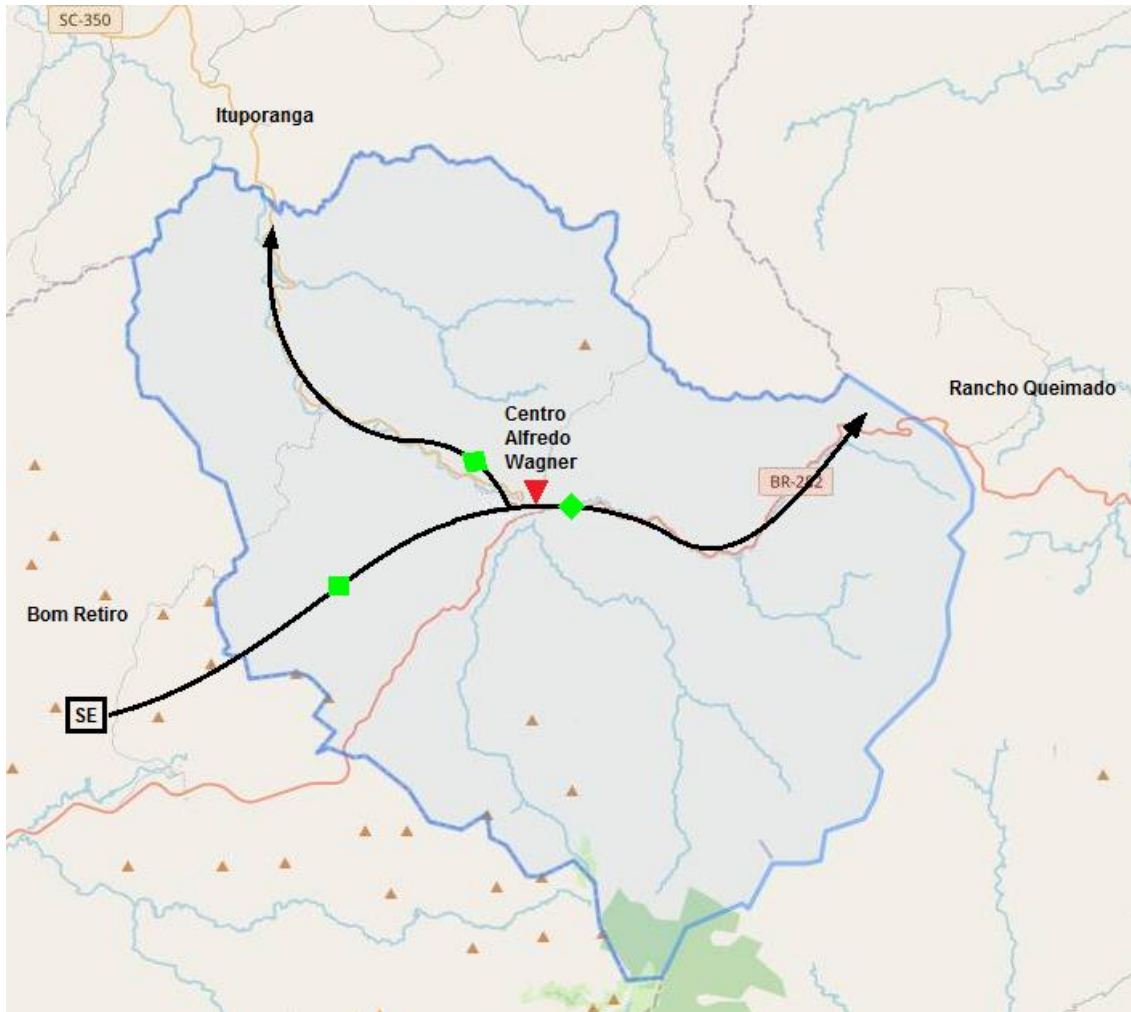 SC-350
Ituporanga
Rancho Queimado
Centro
Alfredo
Wagner
BR-282
Bom Retiro
SE